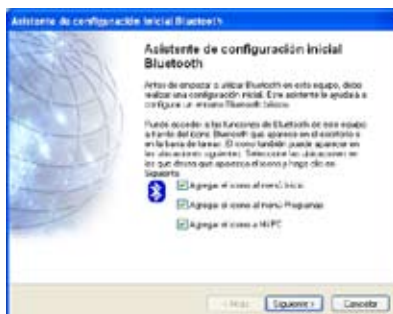 Asistente de configuración inicial Bluetooth
Asistente de configuración inicial
Bluetooth
Antes de empezar a utilizar Bluetooth en este equipo, debe
realizar una configuración inicial. Este asistente le ayudará a
configurar un entorno Bluetooth básico.
Puede acceder a las funciones de Bluetooth de este equipo
a través del icono Bluetooth que aparece en el escritorio o
en la barra de tareas. El icono también puede aparecer en
las ubicaciones siguientes. Seleccione las ubicaciones en
las que desea que aparezca el icono y haga clic en
Siguiente.
Agregar el icono al menú Inicio
Agregar el icono al menú Programas
Agregar el icono a Mi PC
< Atrás
Siguiente >
Cancelar